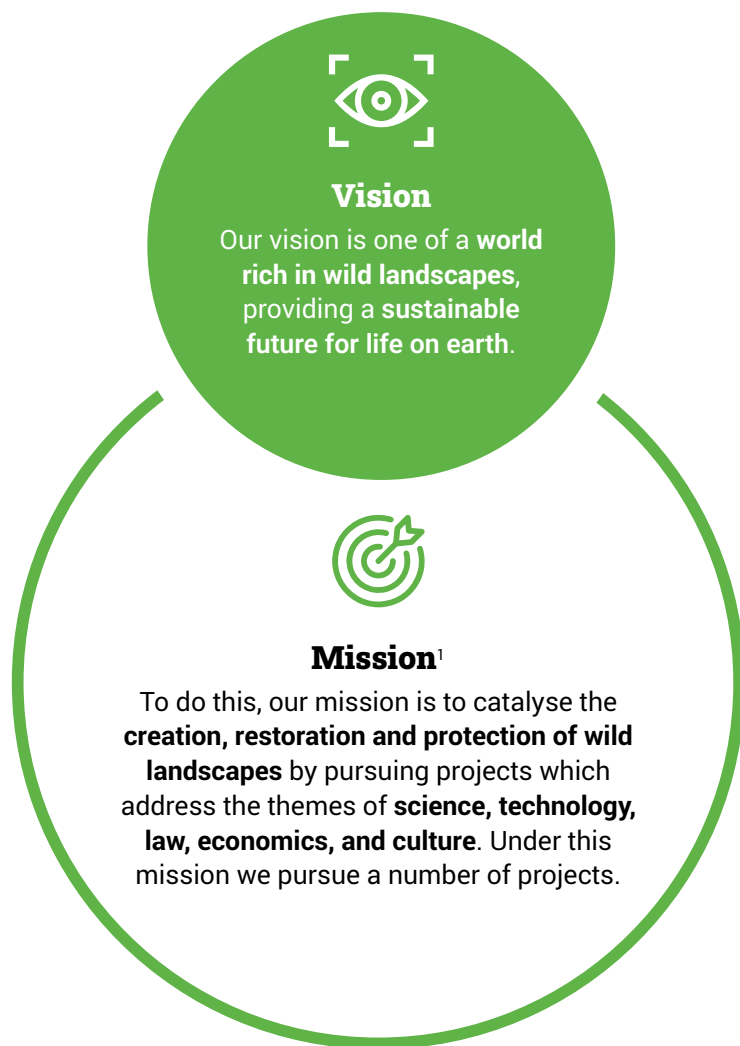 Vision
Our vision is one of a world
rich in wild landscapes,
providing a sustainable
future for life on earth.
Mission¹
To do this, our mission is to catalyse the
creation, restoration and protection of wild
landscapes by pursuing projects which
address the themes of science, technology,
law, economics, and culture. Under this
mission we pursue a number of projects.